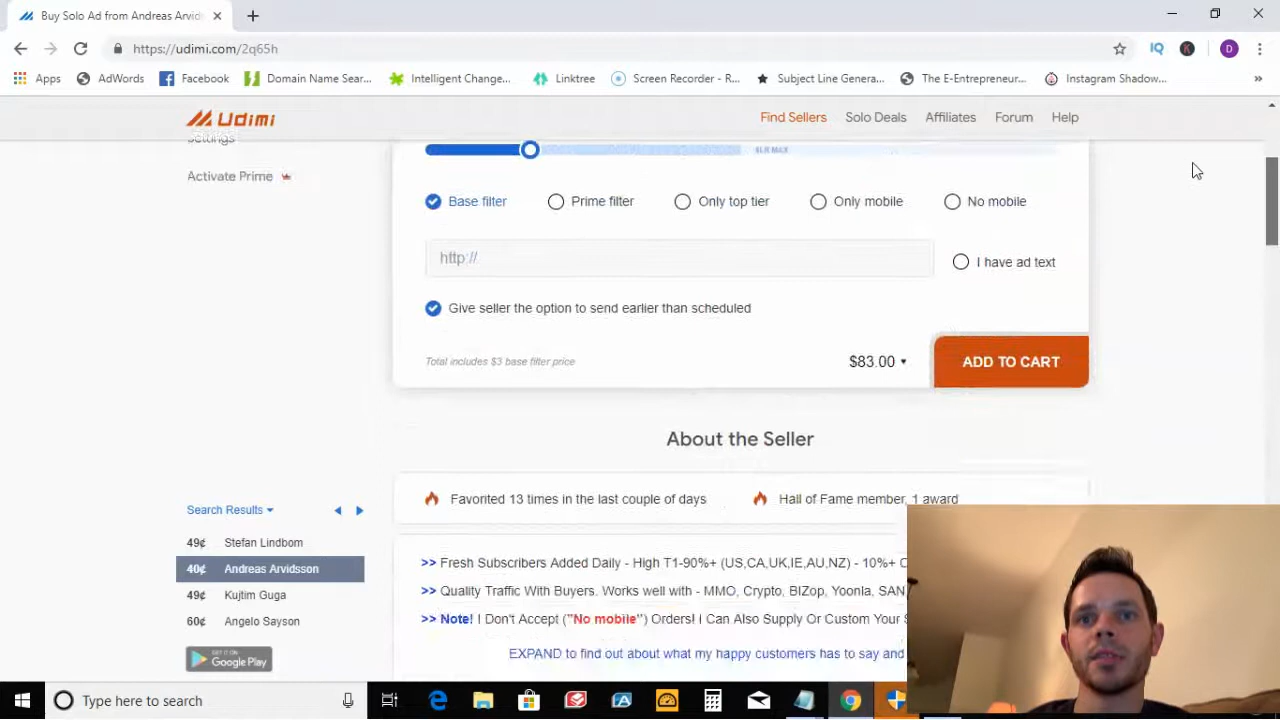 Buy Solo Ad from Andreas Arvids
https://udimi.com/2q65h
Apps AdWords Facebook Domain Name Sear... Intelligent Change... Linktree Screen Recorder - R... Subject Line Genera... The E-Entrepreneur... Instagram Shadow... »
Udimi Find Sellers Solo Deals Affiliates Forum Help
Settings
Activate Prime
Base filter Prime filter Only top tier Only mobile No mobile
http://
I have ad text
Give seller the option to send earlier than scheduled
Total includes $3 base filter price $83.00 ADD TO CART
About the Seller
Favorited 13 times in the last couple of days Hall of Fame member, 1 award
Search Results
49¢ Stefan Lindbom
40¢ Andreas Arvidsson
49¢ Kujtim Guga
60¢ Angelo Sayson
>> Fresh Subscribers Added Daily - High T1-90%+ (US,CA,UK,IE,AU,NZ) - 10%+
>> Quality Traffic With Buyers. Works well with - MMO, Crypto, BIZop, Yoonla, SAN,
>> Note! I Don't Accept ("No mobile") Orders! I Can Also Supply Or Custom Your
EXPAND to find out about what my happy customers has to say and
GET IT ON
Google Play
Type here to search